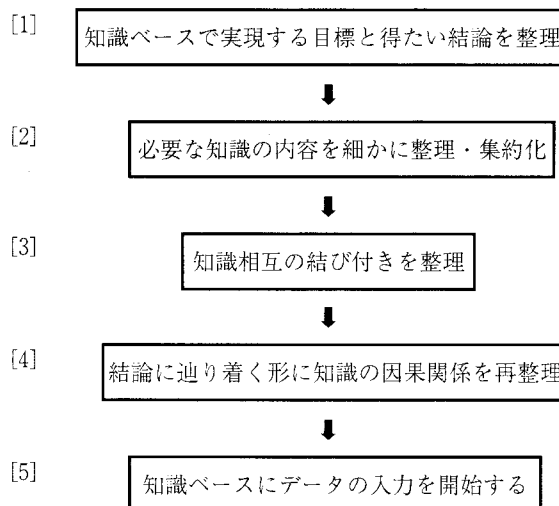 [1] 知識ベースで実現する目標と得たい結論を整理
[2] 必要な知識の内容を細かに整理・集約化
[3] 知識相互の結び付きを整理
[4] 結論に辿り着く形に知識の因果関係を再整理
[5] 知識ベースにデータの入力を開始する